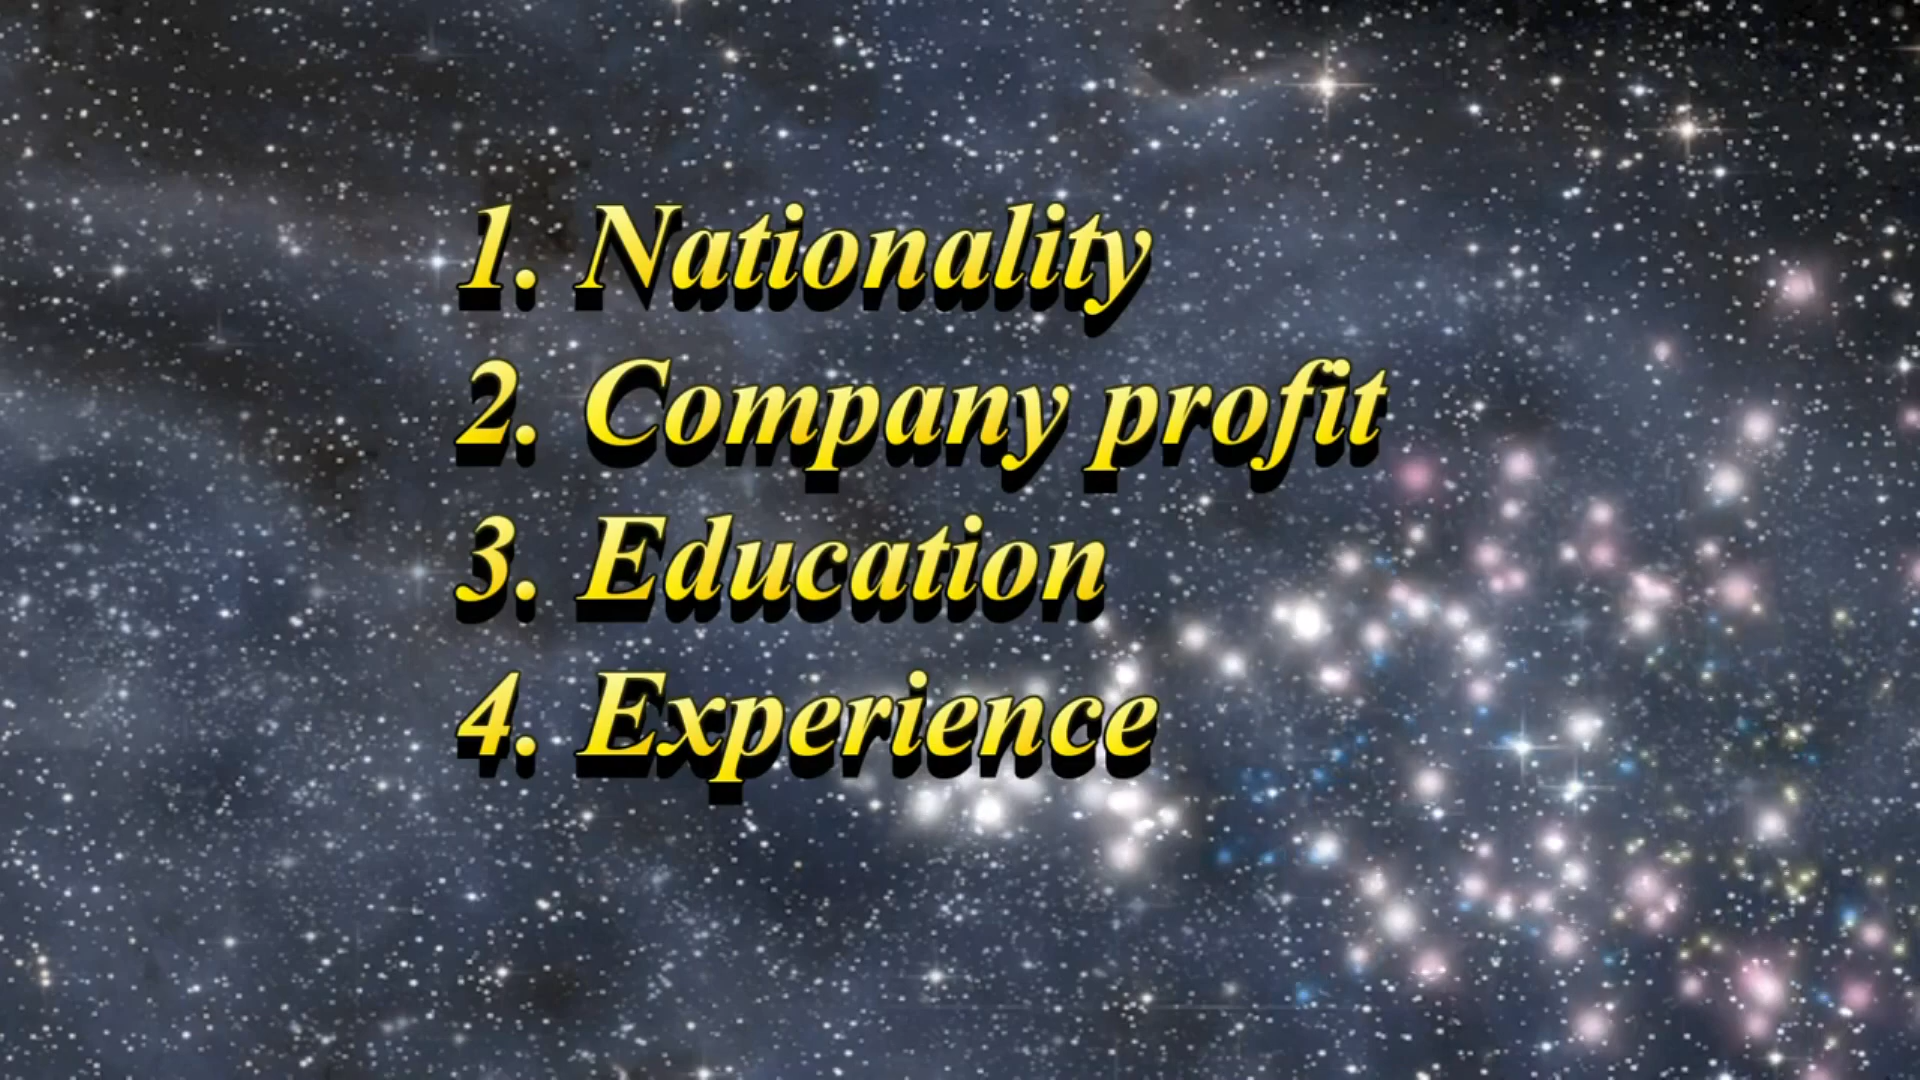 1. Nationality
2. Company profit
3. Education
4. Experience